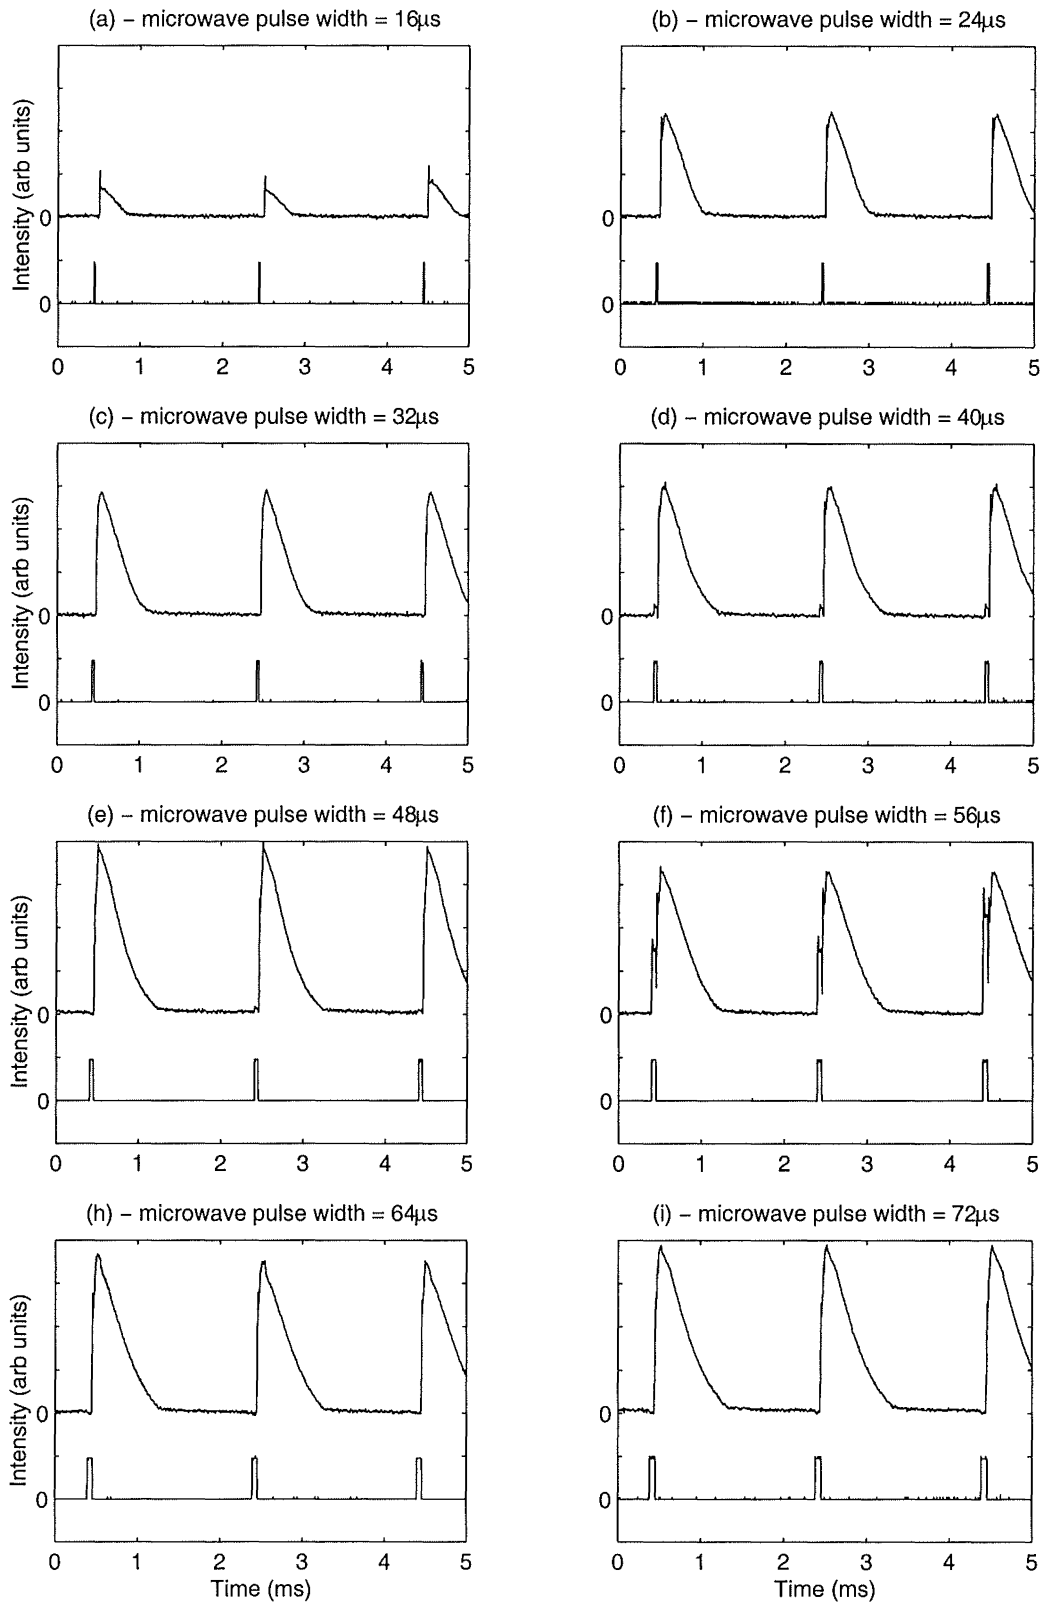 (a) – microwave pulse width = 16μs
(b) – microwave pulse width = 24μs
Intensity (arb units)
0
0
0
0
0 1 2 3 4 5
0 1 2 3 4 5
(c) – microwave pulse width = 32μs
(d) – microwave pulse width = 40μs
Intensity (arb units)
0
0
0
0
0 1 2 3 4 5
0 1 2 3 4 5
(e) – microwave pulse width = 48μs
(f) – microwave pulse width = 56μs
Intensity (arb units)
0
0
0
0
0 1 2 3 4 5
0 1 2 3 4 5
(h) – microwave pulse width = 64μs
(i) – microwave pulse width = 72μs
Intensity (arb units)
0
0
0
0
0 1 2 3 4 5
0 1 2 3 4 5
Time (ms)
Time (ms)